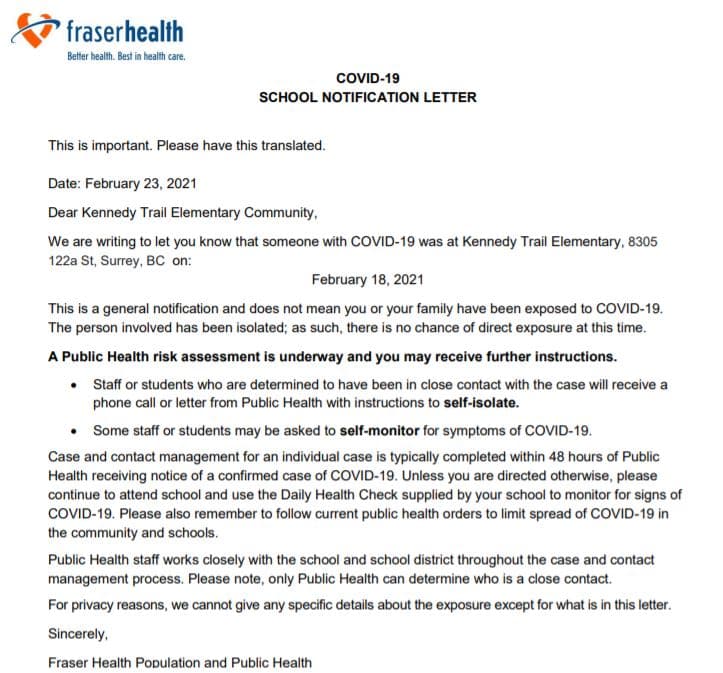 fraserhealth
Better health. Best in health care.
COVID-19
SCHOOL NOTIFICATION LETTER
This is important. Please have this translated.
Date: February 23, 2021
Dear Kennedy Trail Elementary Community,
We are writing to let you know that someone with COVID-19 was at Kennedy Trail Elementary, 8305
122a St, Surrey, BC on:
February 18, 2021
This is a general notification and does not mean you or your family have been exposed to COVID-19.
The person involved has been isolated; as such, there is no chance of direct exposure at this time.
A Public Health risk assessment is underway and you may receive further instructions.
• Staff or students who are determined to have been in close contact with the case will receive a
phone call or letter from Public Health with instructions to self-isolate.
• Some staff or students may be asked to self-monitor for symptoms of COVID-19.
Case and contact management for an individual case is typically completed within 48 hours of Public
Health receiving notice of a confirmed case of COVID-19. Unless you are directed otherwise, please
continue to attend school and use the Daily Health Check supplied by your school to monitor for signs of
COVID-19. Please also remember to follow current public health orders to limit spread of COVID-19 in
the community and schools.
Public Health staff works closely with the school and school district throughout the case and contact
management process. Please note, only Public Health can determine who is a close contact.
For privacy reasons, we cannot give any specific details about the exposure except for what is in this letter.
Sincerely,
Fraser Health Population and Public Health